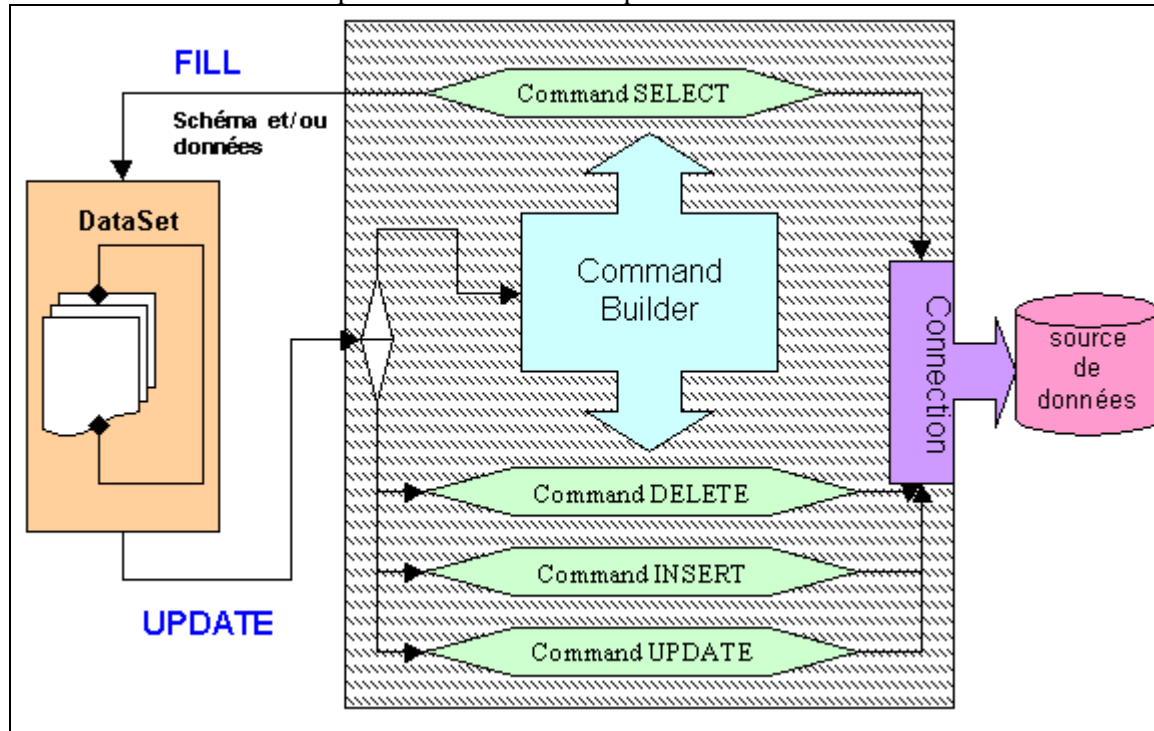 FILL
Command SELECT
Schéma et/ou
données
DataSet
Command
Builder
Connection
source
de
données
Command DELETE
Command INSERT
UPDATE
Command UPDATE